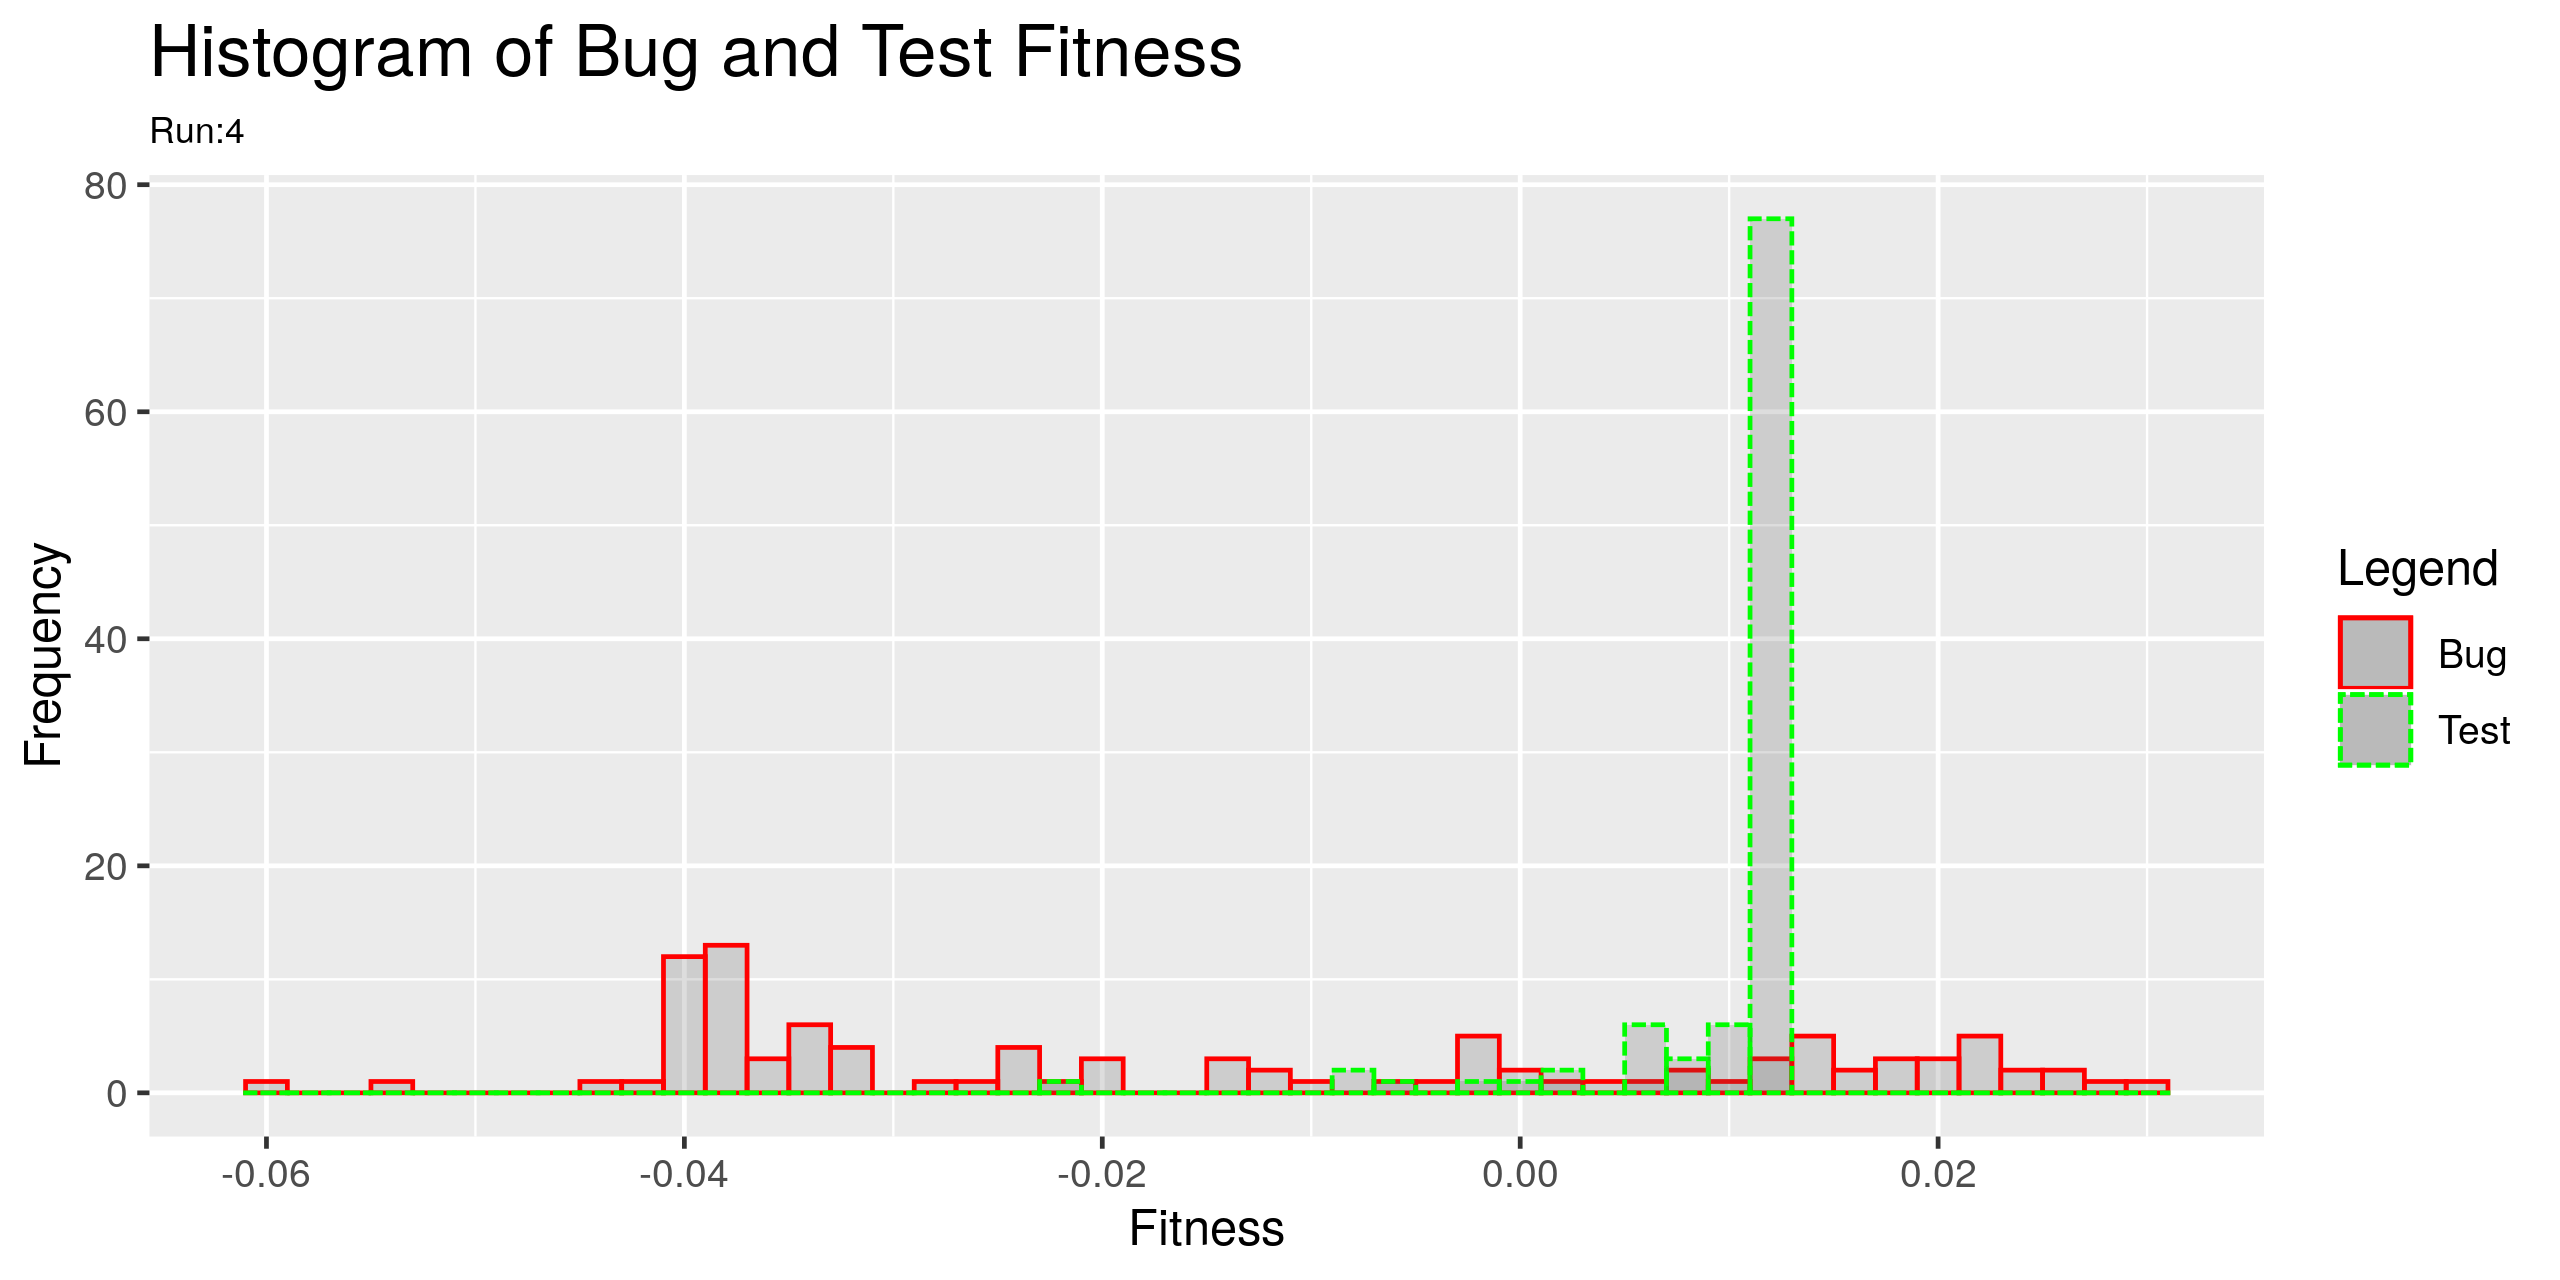 Histogram of Bug and Test Fitness
Run:4
80
60
40
20
0
Frequency
-0.06
-0.04
-0.02
0.00
0.02
Fitness
Legend
Bug
Test